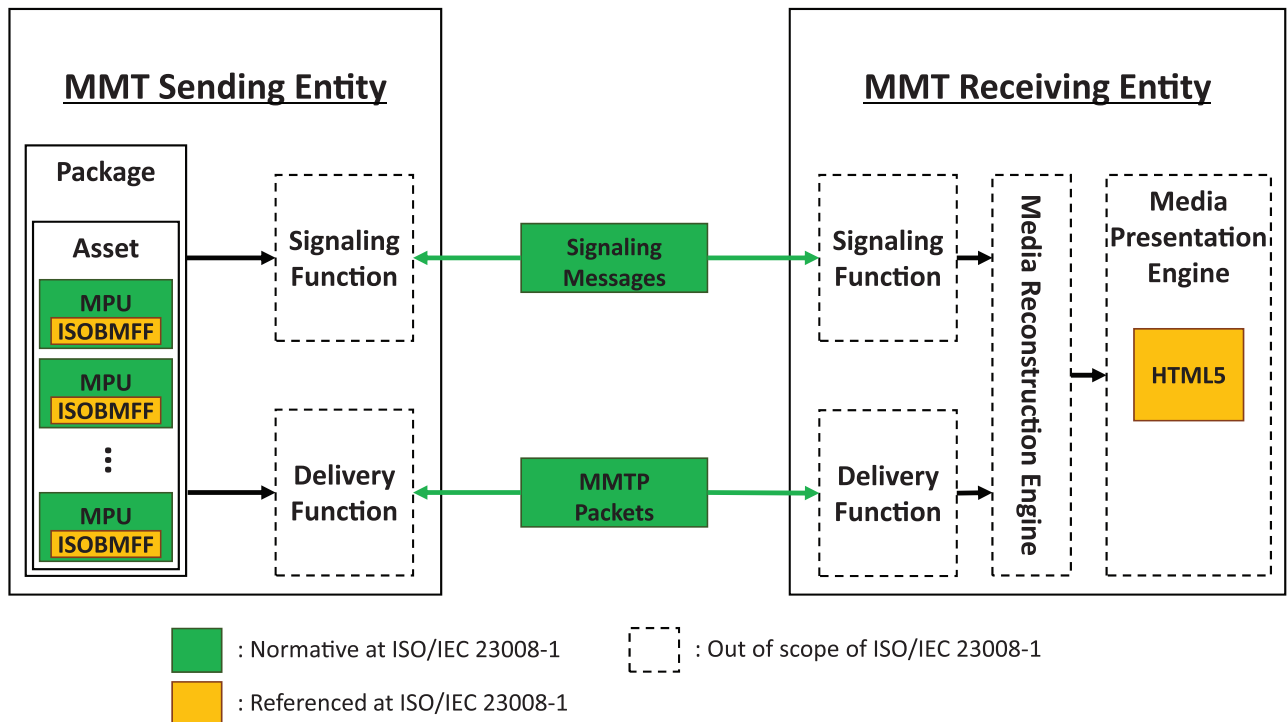 MMT Sending Entity
Package
Asset
MPU
ISOBMFF
MPU
ISOBMFF
MPU
ISOBMFF
Signaling
Function
Delivery
Function
Signaling
Messages
MMTP
Packets
MMT Receiving Entity
Signaling
Function
Delivery
Function
Media Reconstruction Engine
Media
Presentation
Engine
HTML5
: Normative at ISO/IEC 23008-1
: Referenced at ISO/IEC 23008-1
: Out of scope of ISO/IEC 23008-1